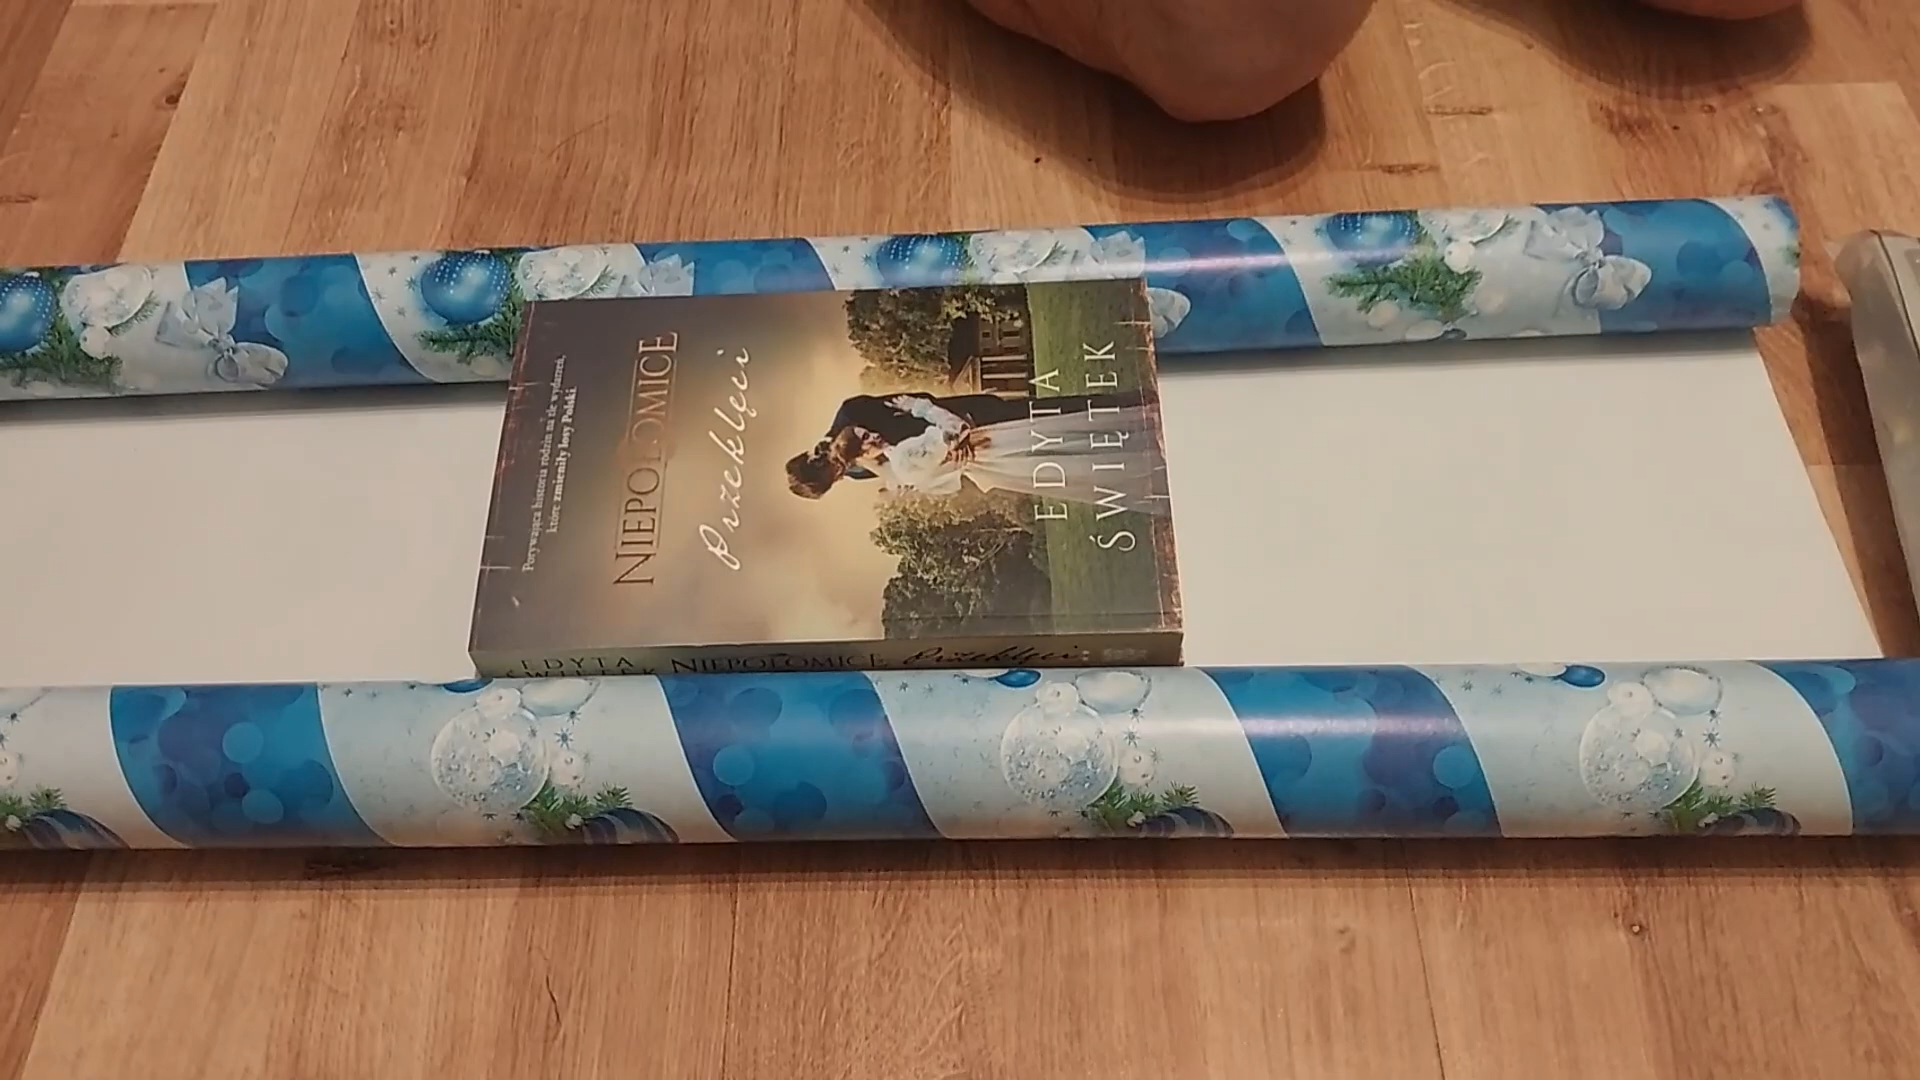 EDYTA
ŚWIĘTEK
NIEPOŁOMICE
Przeklęci
Porywająca historia rodzin na tle wydarzeń,
które zmieniły losy Polski.
EDYTA
ŚWIĘTEK
NIEPOŁOMICE Przeklęci